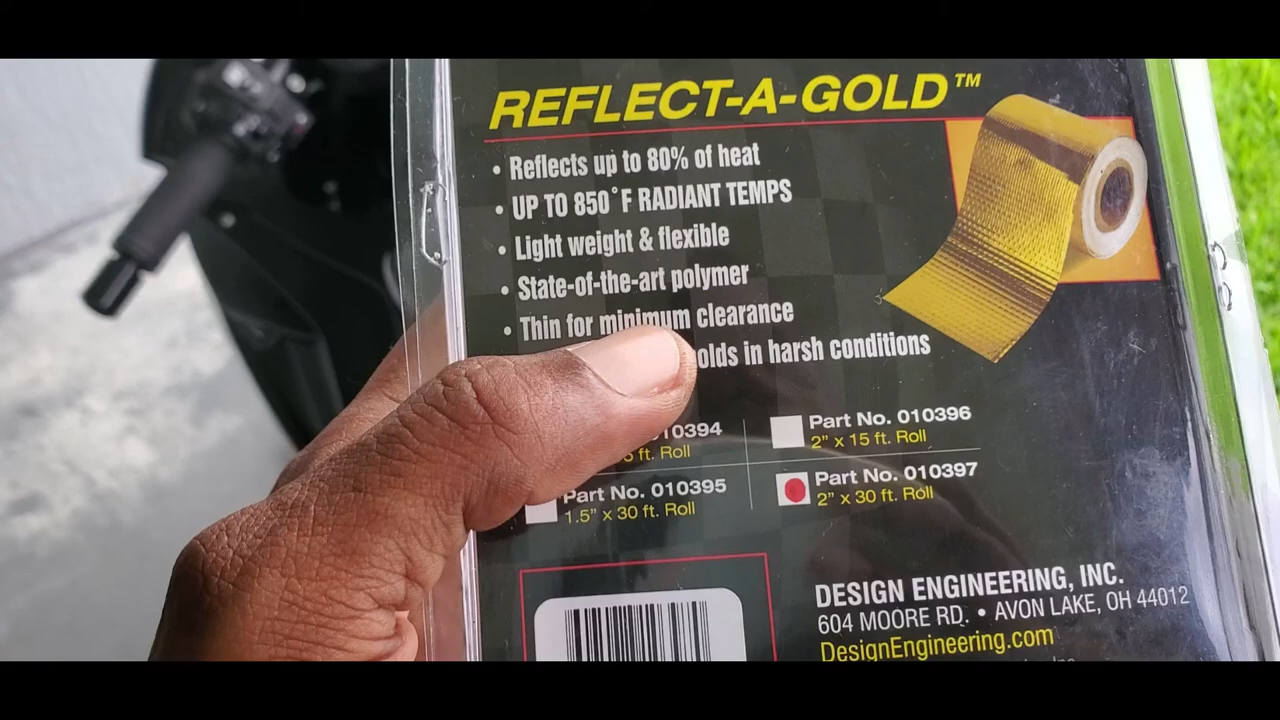 REFLECT-A-GOLD™
• Reflects up to 80% of heat
• UP TO 850°F RADIANT TEMPS
• Light weight & flexible
• State-of-the-art polymer
• Thin for minimum clearance
olds in harsh conditions
010394
ft. Roll
Part No. 010395
1.5” x 30 ft. Roll
Part No. 010396
2” x 15 ft. Roll
Part No. 010397
2” x 30 ft. Roll
DESIGN ENGINEERING, INC.
604 MOORE RD. • AVON LAKE, OH 44012
DesignEngineering.com